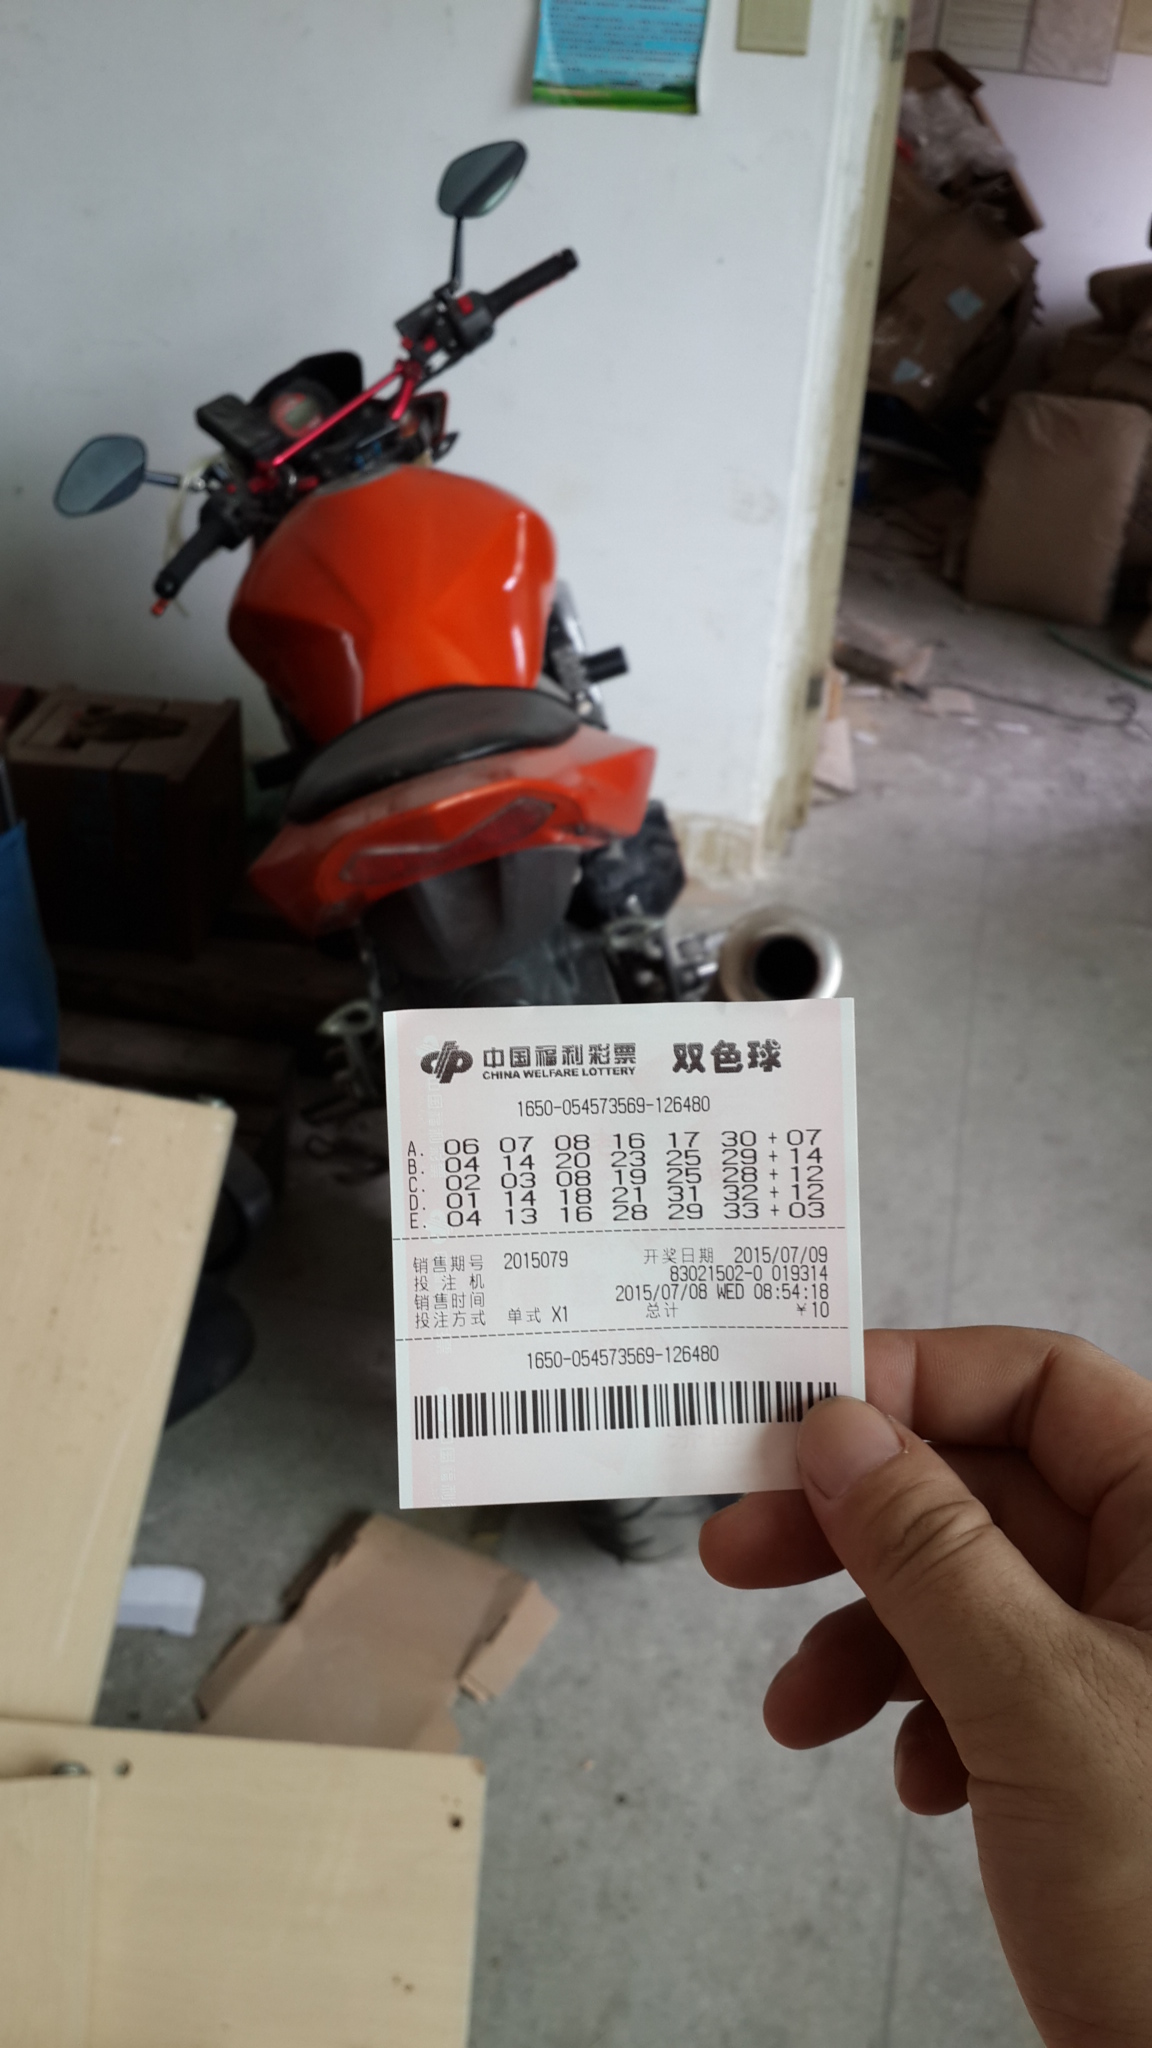 中国福利彩票 双色球
CHINA WELFARE LOTTERY
1650-054573569-126480
A. 06 07 08 16 17 30 + 07
B. 04 14 20 23 25 29 + 14
C. 02 03 08 19 25 28 + 12
D. 01 14 18 21 31 32 + 12
E. 04 13 16 28 29 33 + 03
销售期号 2015079 开奖日期 2015/07/09
投注机 83021502-0 019314
销售时间 2015/07/08 WED 08:54:18
投注方式 单式 X1 总计 ¥10
1650-054573569-126480